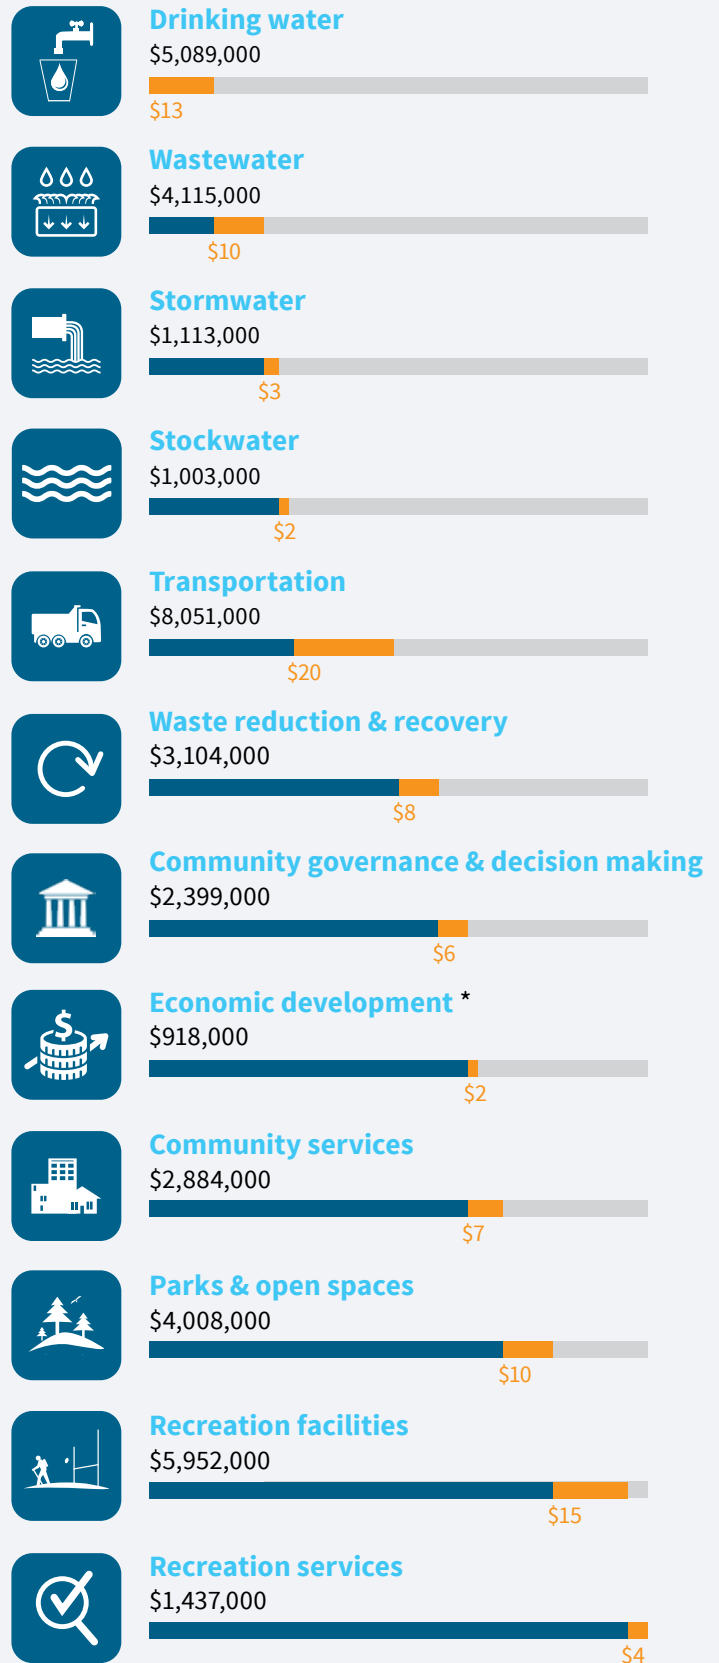 Drinking water
$5,089,000
$13
Wastewater
$4,115,000
$10
Stormwater
$1,113,000
$3
Stockwater
$1,003,000
$2
Transportation
$8,051,000
$20
Waste reduction & recovery
$3,104,000
$8
Community governance & decision making
$2,399,000
$6
$
Economic development *
$918,000
$2
Community services
$2,884,000
$7
Parks & open spaces
$4,008,000
$10
Recreation facilities
$5,952,000
$15
Recreation services
$1,437,000
$4